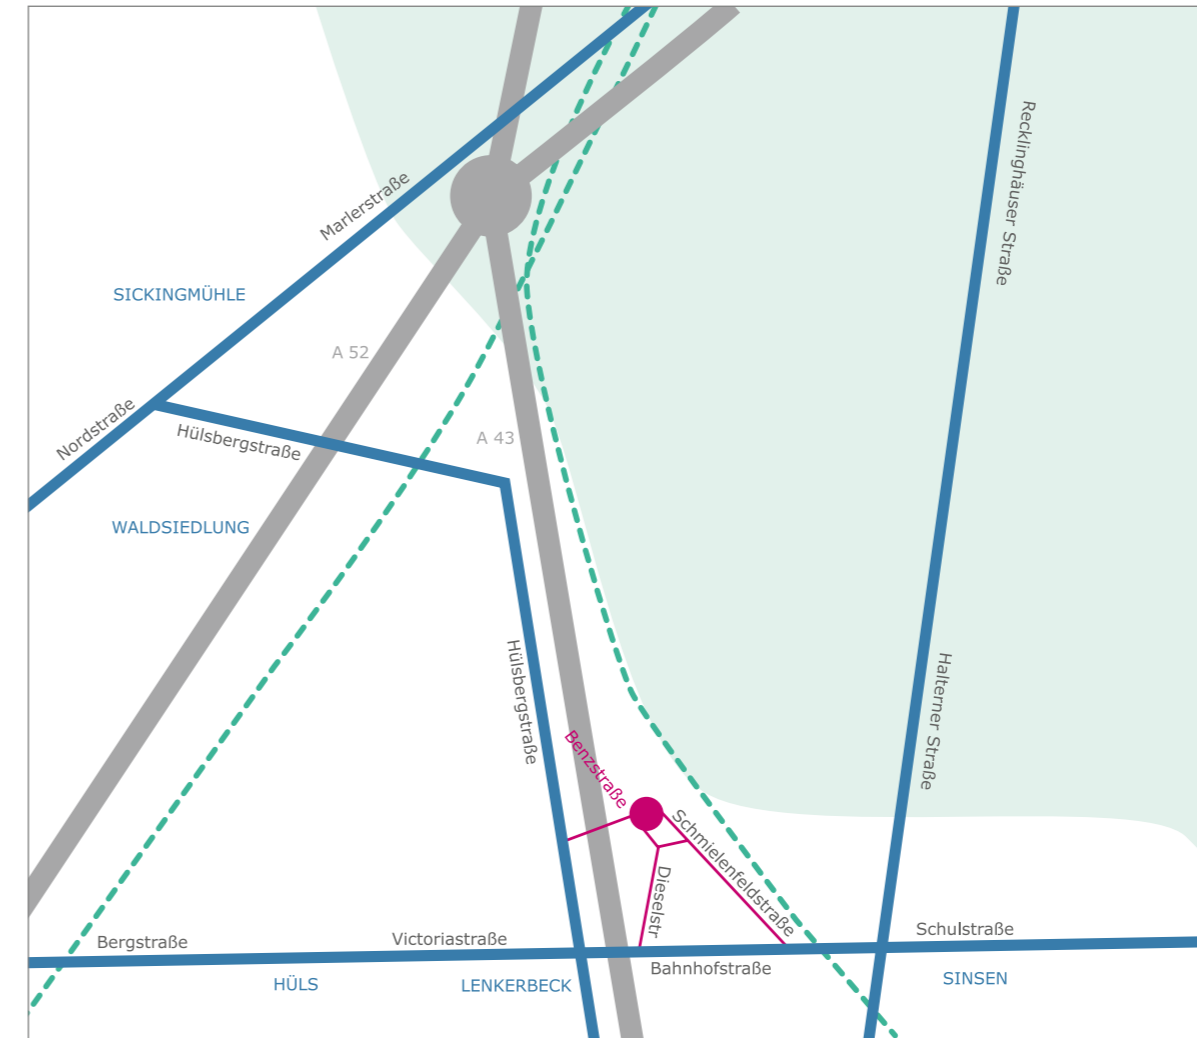 Recklinghäuser Straße
Marlerstraße
SICKINGMÜHLE
A 52
Nordstraße
Hülsbergstraße
A 43
WALDSIEDLUNG
Hülsbergstraße
Halterner Straße
Benzstraße
Schmielenfeldstraße
Dieselstr
Bergstraße
Victoriastraße
Schulstraße
Bahnhofstraße
HÜLS
LENKERBECK
SINSEN